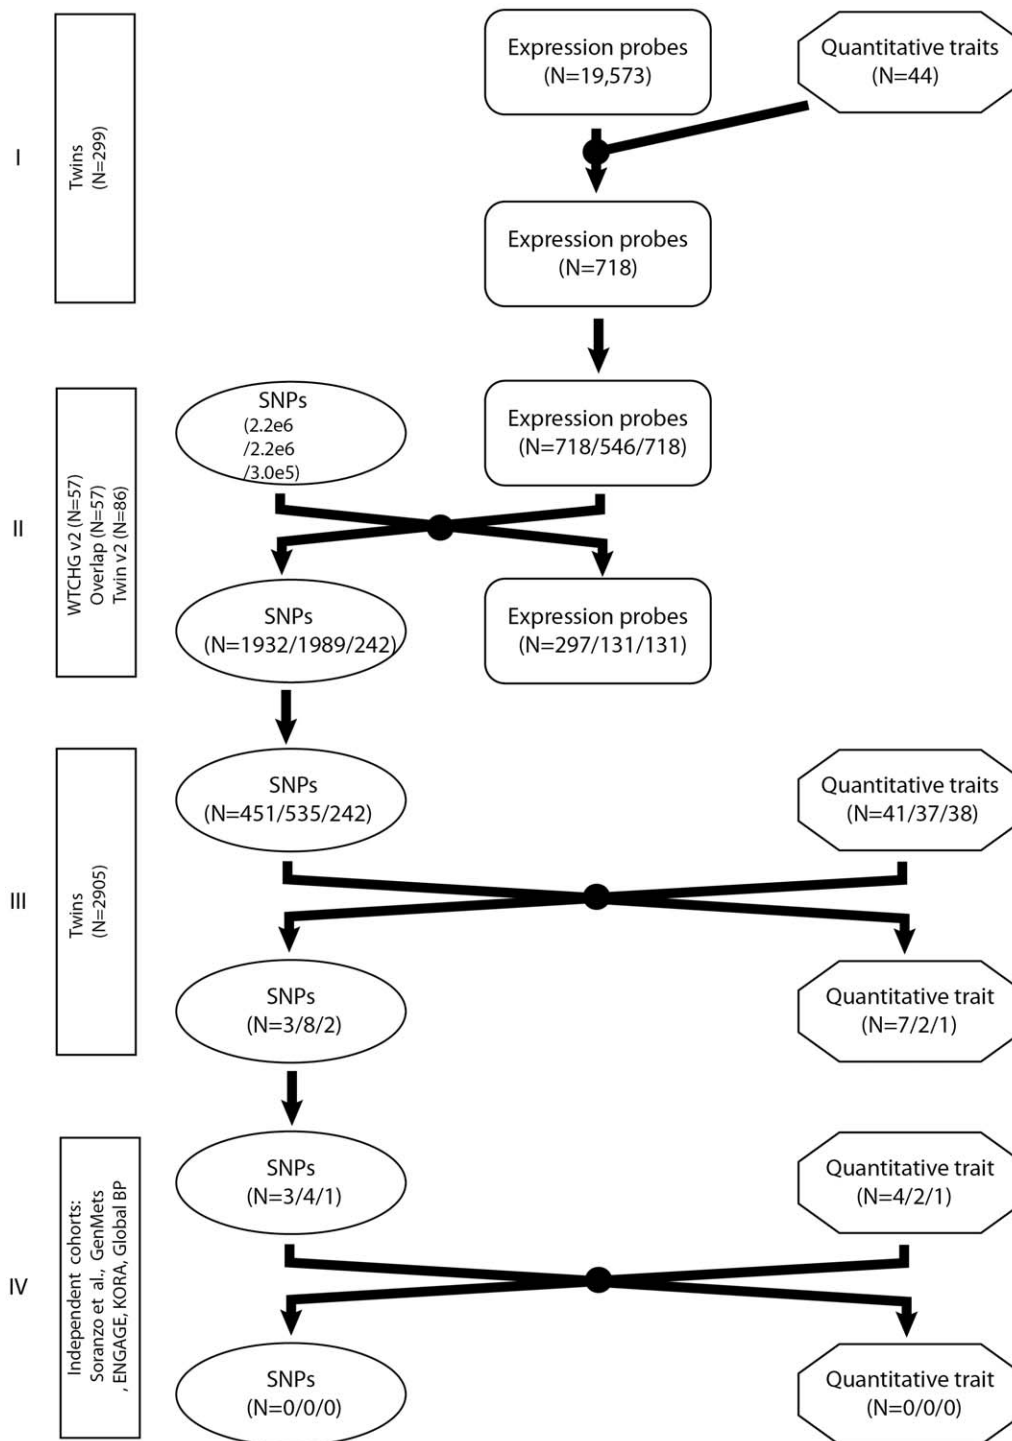 I
Twins
(N=299)
Expression probes
(N=19,573)
Quantitative traits
(N=44)
Expression probes
(N=718)
II
WTCHG v2 (N=57)
Overlap (N=57)
Twin v2 (N=86)
SNPs
(2.2e6
/2.2e6
/3.0e5)
Expression probes
(N=718/546/718)
SNPs
(N=1932/1989/242)
Expression probes
(N=297/131/131)
III
Twins
(N=2905)
SNPs
(N=451/535/242)
Quantitative traits
(N=41/37/38)
SNPs
(N=3/8/2)
Quantitative trait
(N=7/2/1)
IV
Independent cohorts:
Soranzo et al., GenMets
, ENGAGE, KORA, Global BP
SNPs
(N=3/4/1)
Quantitative trait
(N=4/2/1)
SNPs
(N=0/0/0)
Quantitative trait
(N=0/0/0)